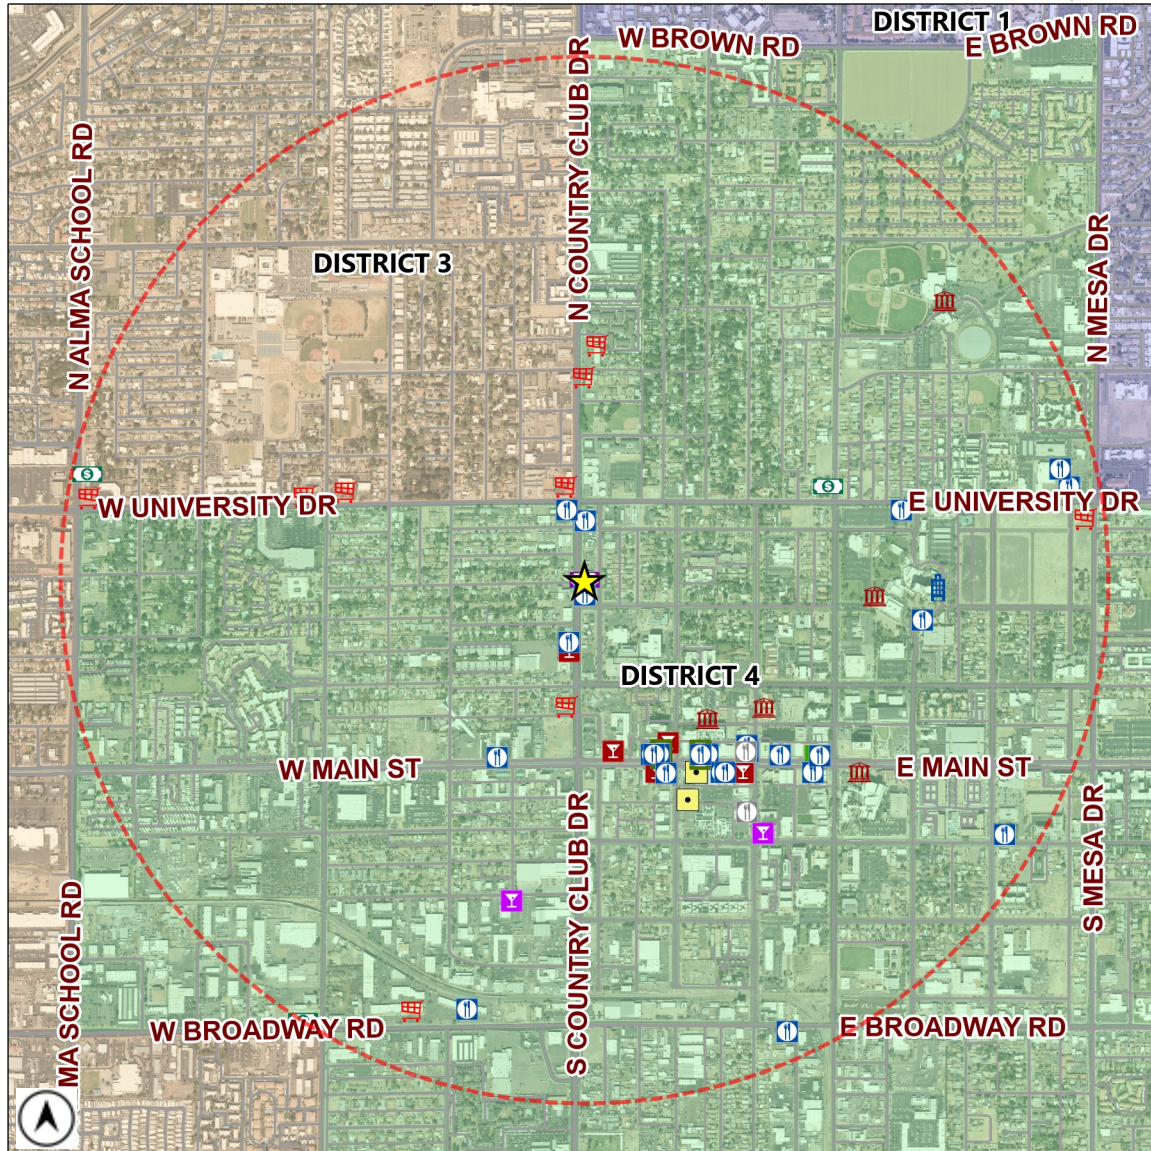 DISTRICT 1
W BROWN RD
E BROWN RD
N COUNTRY CLUB DR
N ALMA SCHOOL RD
DISTRICT 3
N MESA DR
W UNIVERSITY DR
E UNIVERSITY DR
DISTRICT 4
W MAIN ST
E MAIN ST
S COUNTRY CLUB DR
S MESA DR
MA SCHOOL RD
W BROADWAY RD
E BROADWAY RD